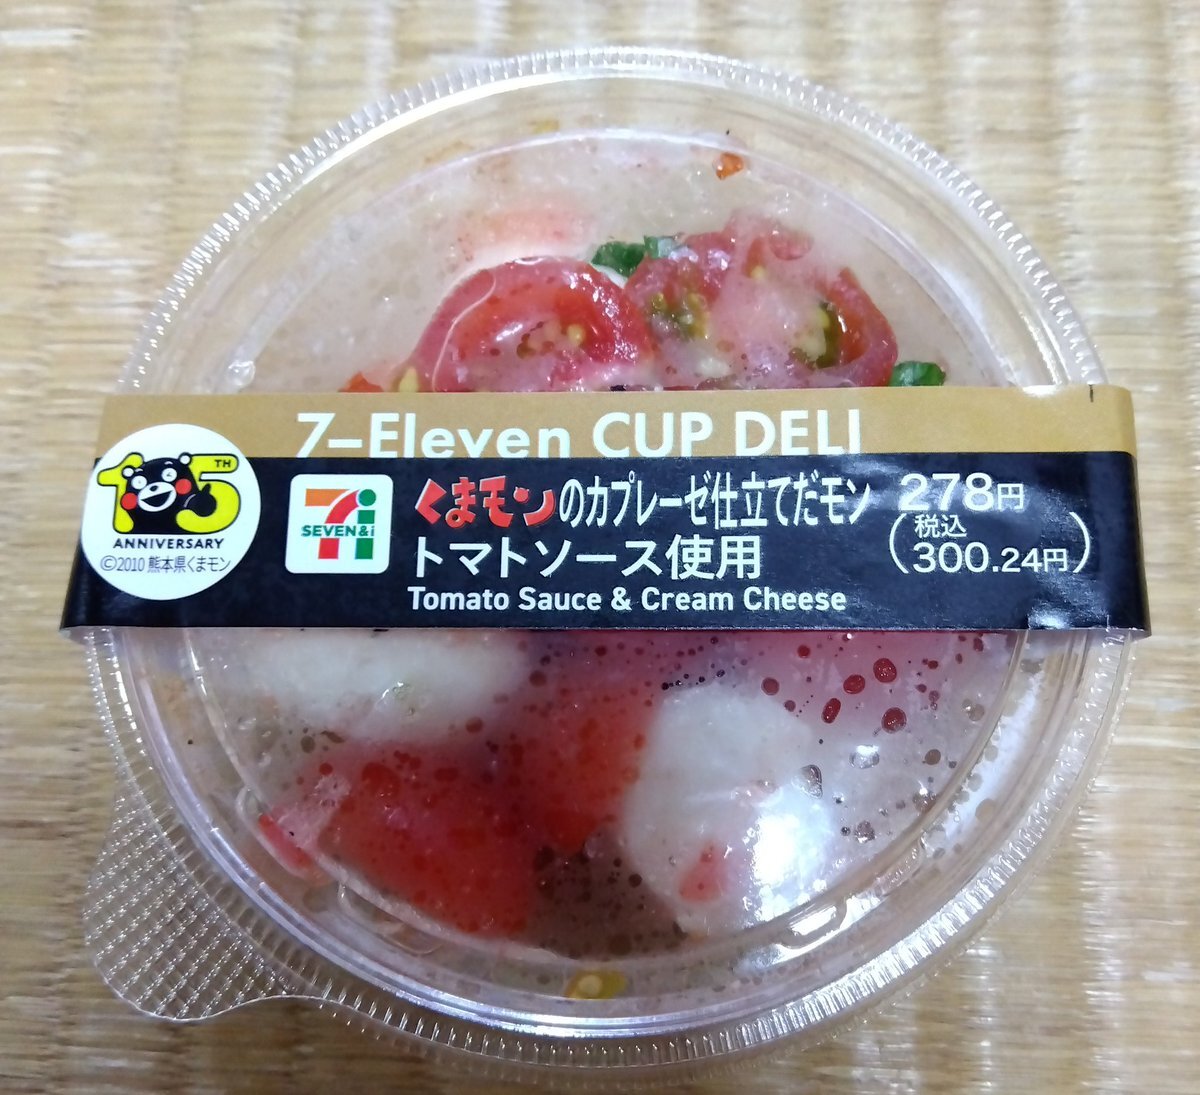 7-Eleven CUP DELI
15TH
ANNIVERSARY
©2010 熊本県くまモン
7i
SEVEN&i
くまモンのカプレーゼ仕立てだモン
トマトソース使用
Tomato Sauce & Cream Cheese
278円
(税込
300.24円)